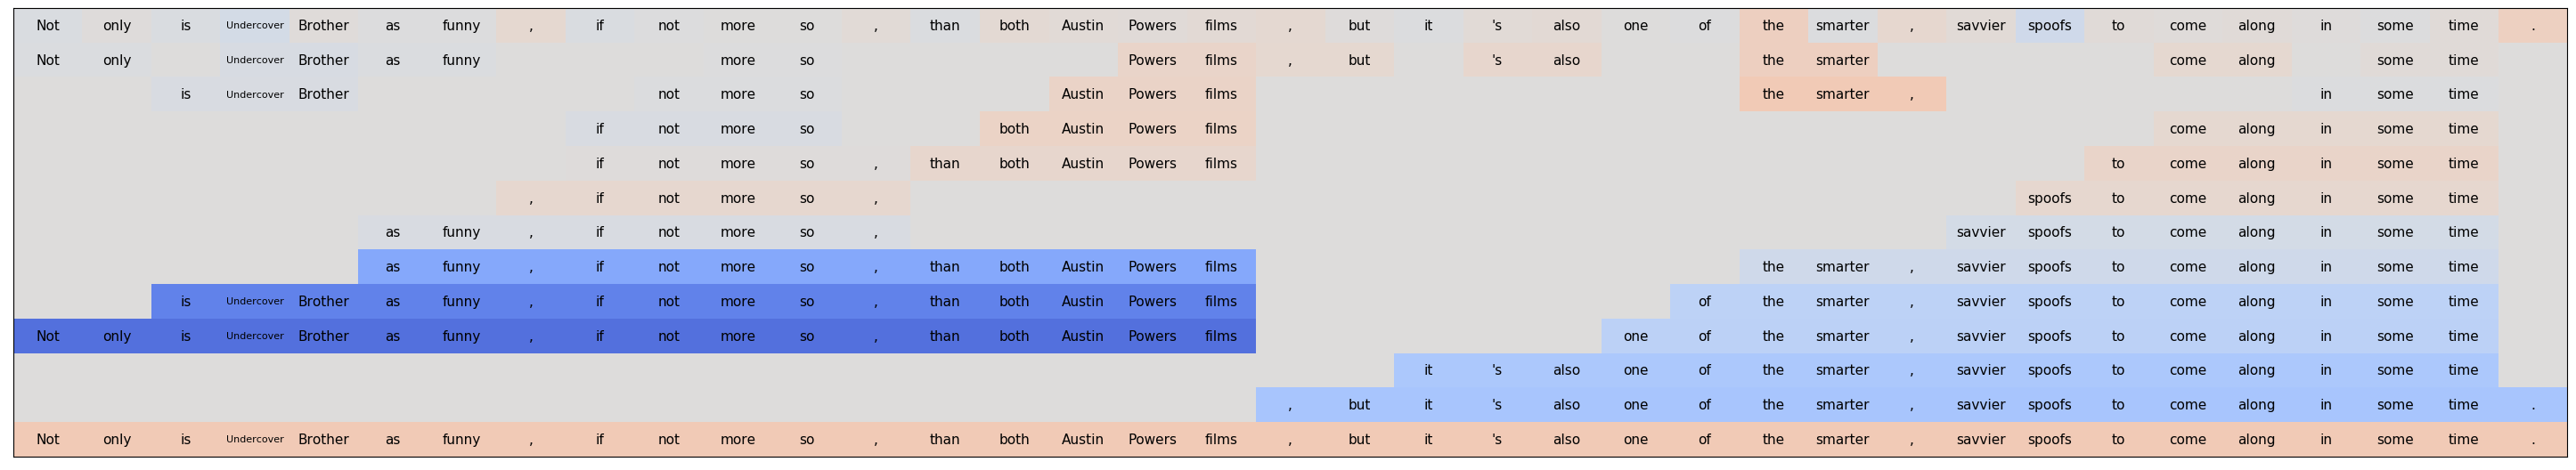 Not only is Undercover Brother as funny , if not more so , than both Austin Powers films , but it 's also one of the smarter , savvier spoofs to come along in some time .
Not only Undercover Brother as funny more so Powers films , but 's also the smarter come along some time
is Undercover Brother not more so Austin Powers films the smarter , in some time
if not more so both Austin Powers films come along in some time
if not more so , than both Austin Powers films to come along in some time
, if not more so , spoofs to come along in some time
as funny , if not more so , savvier spoofs to come along in some time
as funny , if not more so , than both Austin Powers films the smarter , savvier spoofs to come along in some time
is Undercover Brother as funny , if not more so , than both Austin Powers films of the smarter , savvier spoofs to come along in some time
Not only is Undercover Brother as funny , if not more so , than both Austin Powers films one of the smarter , savvier spoofs to come along in some time
it 's also one of the smarter , savvier spoofs to come along in some time
, but it 's also one of the smarter , savvier spoofs to come along in some time .
Not only is Undercover Brother as funny , if not more so , than both Austin Powers films , but it 's also one of the smarter , savvier spoofs to come along in some time .